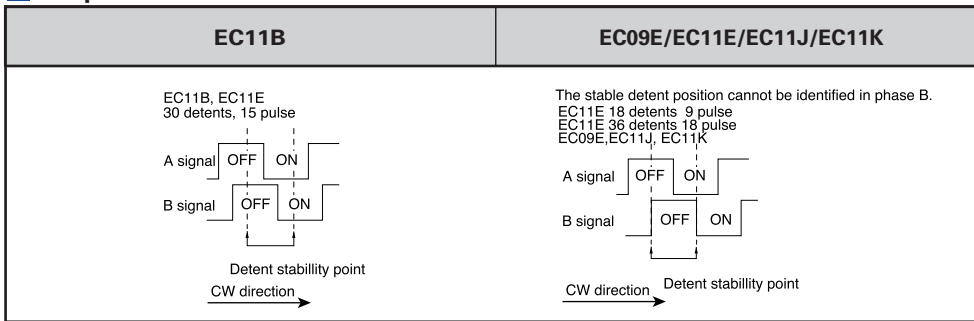 EC11B
EC09E/EC11E/EC11J/EC11K
EC11B, EC11E
30 detents, 15 pulse
A signal OFF ON
B signal OFF ON
Detent stabillity point
CW direction
The stable detent position cannot be identified in phase B.
EC11E 18 detents 9 pulse
EC11E 36 detents 18 pulse
EC09E,EC11J, EC11K
A signal OFF ON
B signal OFF ON
Detent stabillity point
CW direction